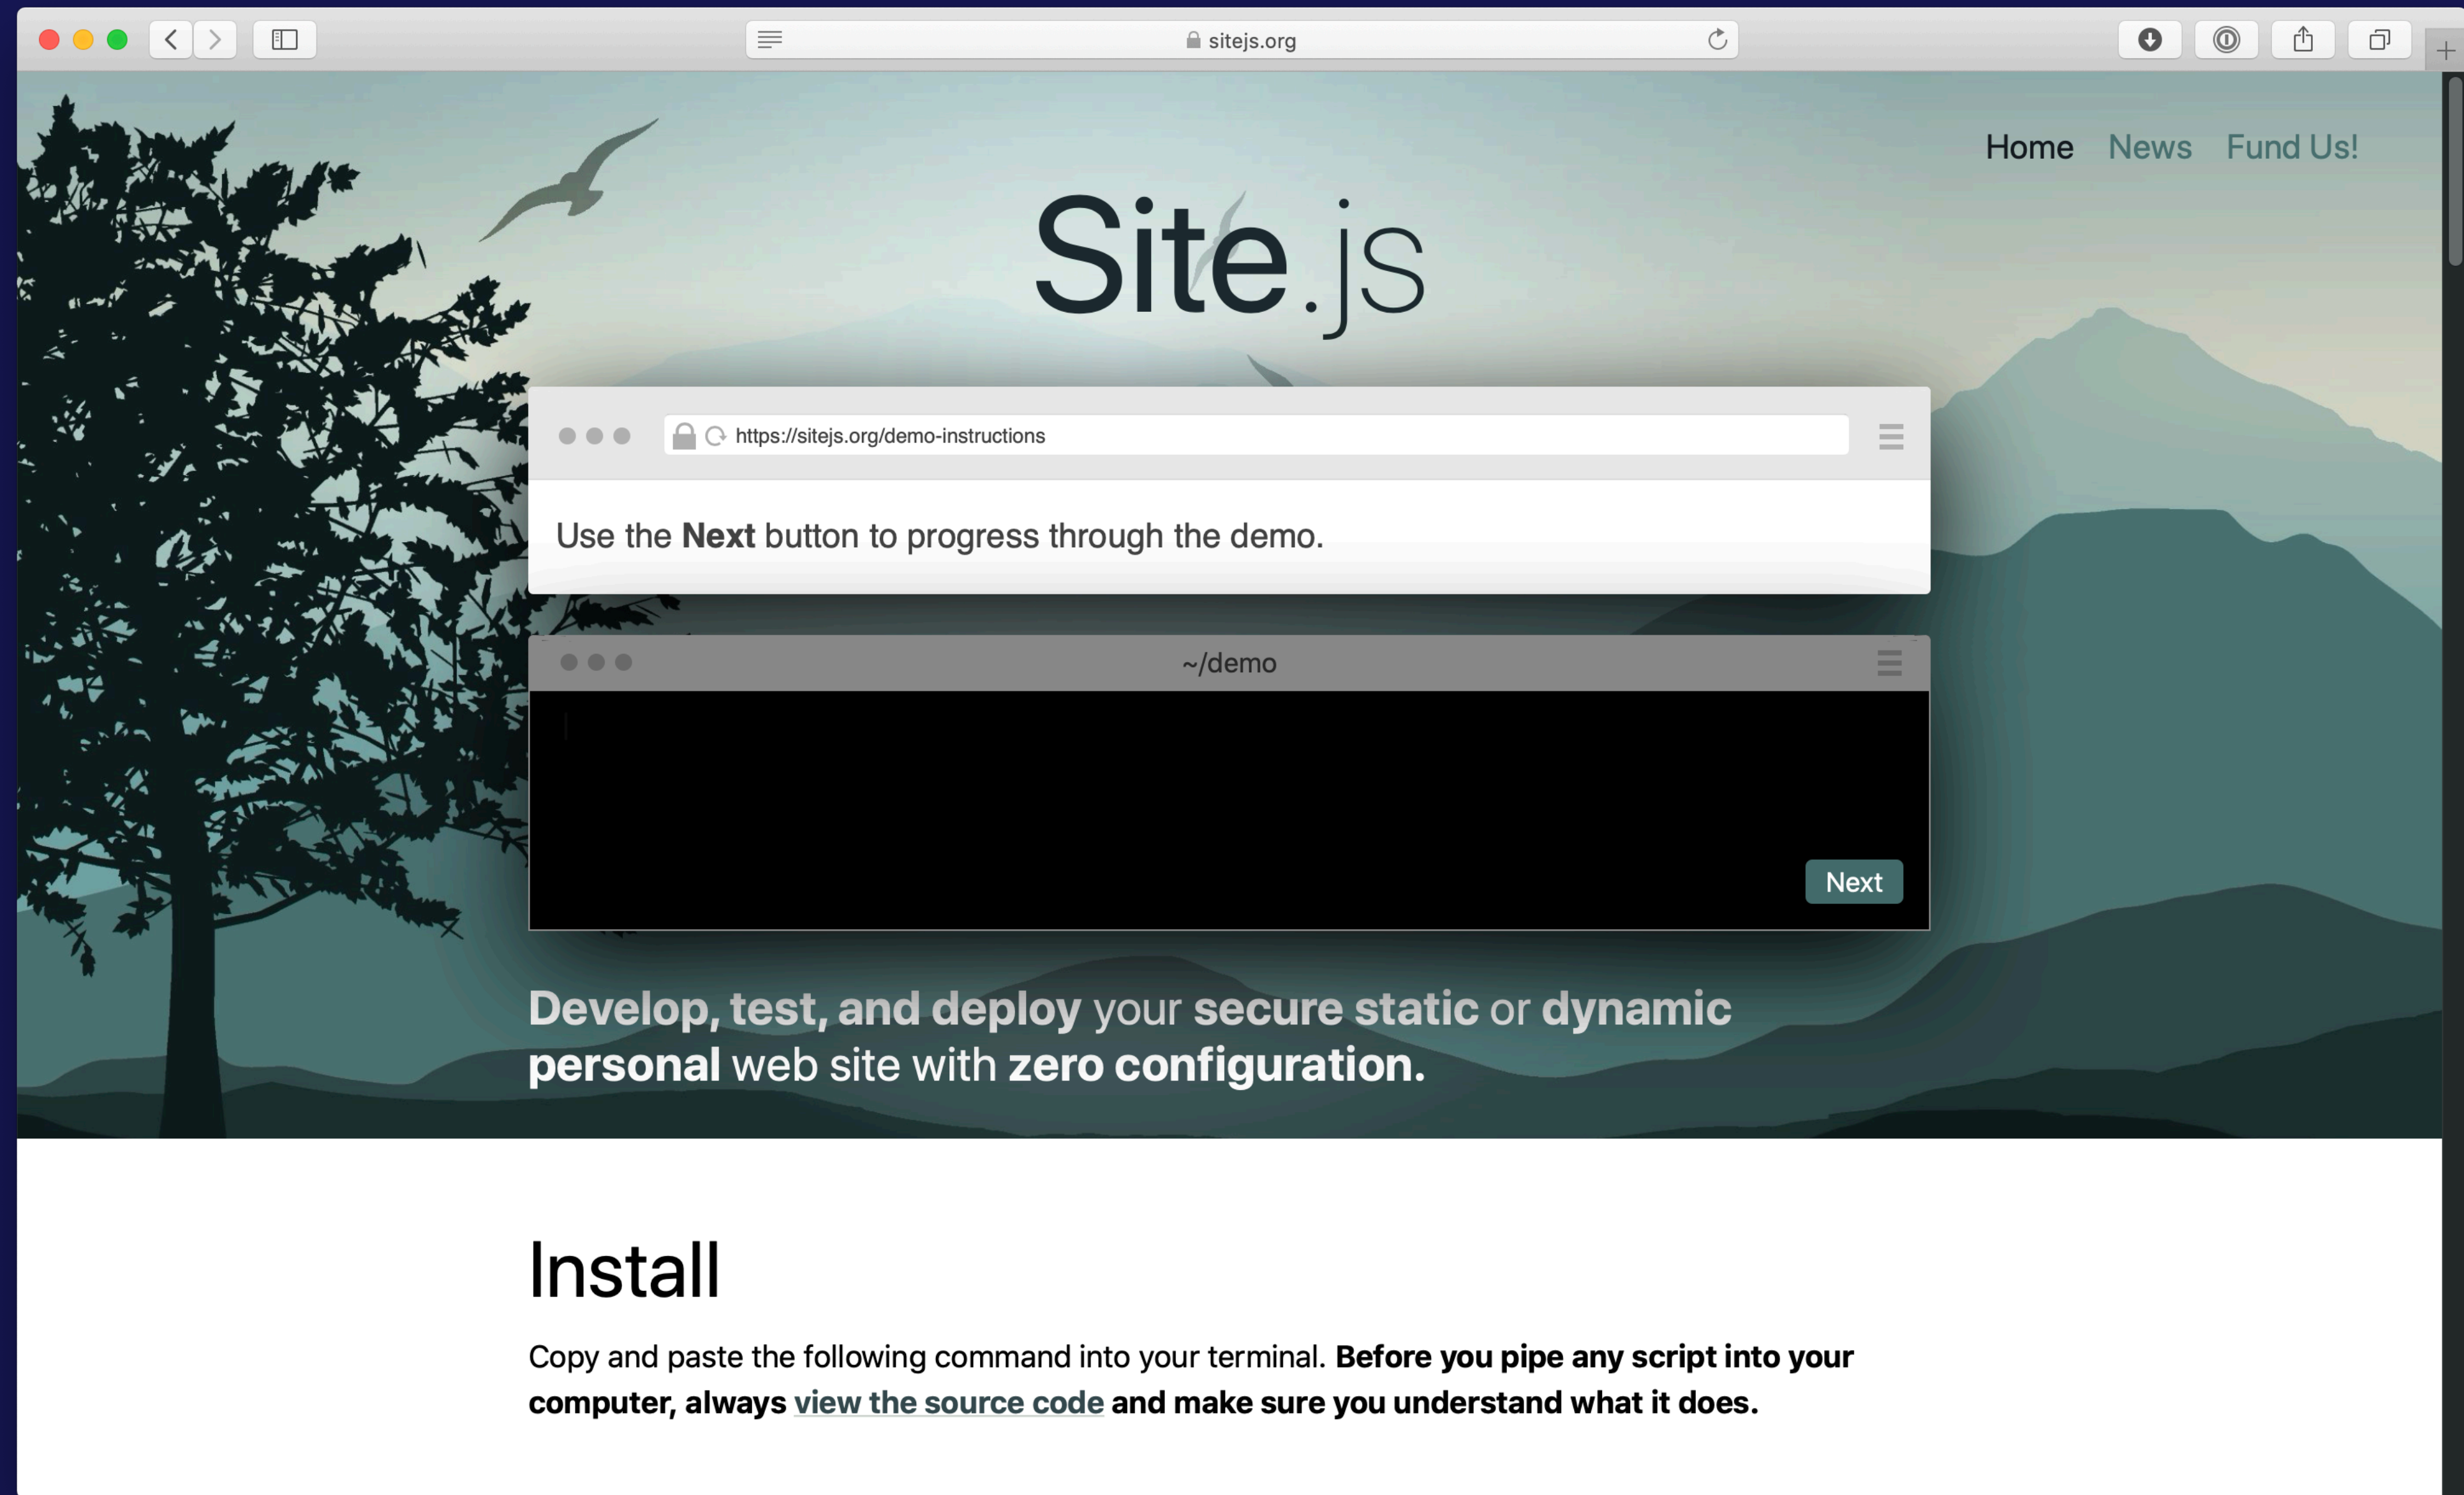 sitejs.org
Home News Fund Us!
Site.js
https://sitejs.org/demo-instructions
Use the Next button to progress through the demo.
~/demo
Next
Develop, test, and deploy your secure static or dynamic
personal web site with zero configuration.
Install
Copy and paste the following command into your terminal. Before you pipe any script into your
computer, always view the source code and make sure you understand what it does.